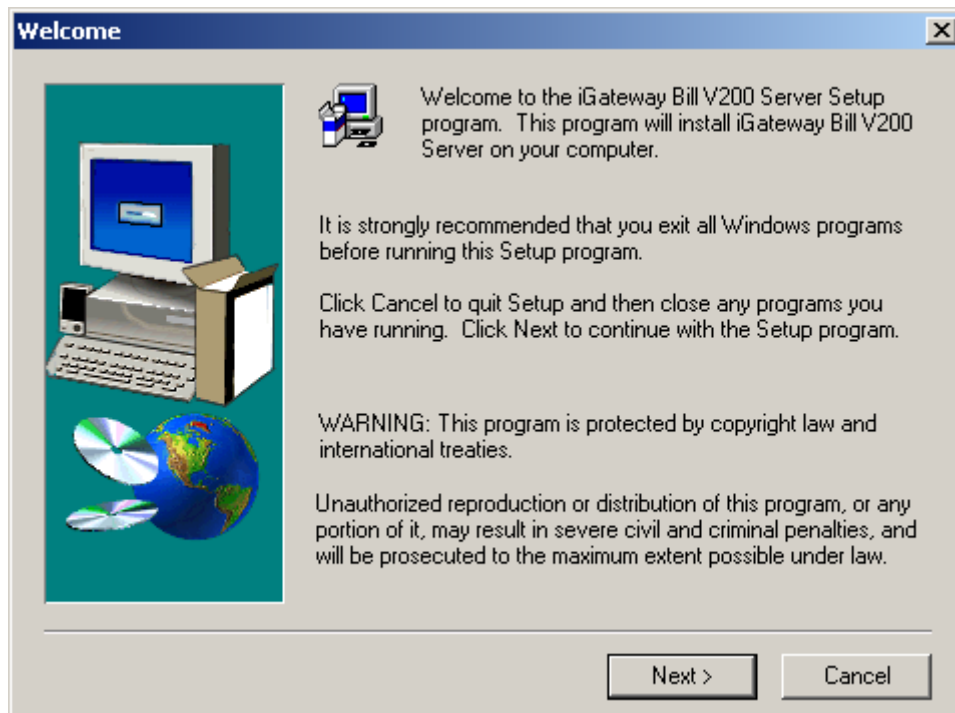 Welcome
Welcome to the iGateway Bill V200 Server Setup
program. This program will install iGateway Bill V200
Server on your computer.
It is strongly recommended that you exit all Windows programs
before running this Setup program.
Click Cancel to quit Setup and then close any programs you
have running. Click Next to continue with the Setup program.
WARNING: This program is protected by copyright law and
international treaties.
Unauthorized reproduction or distribution of this program, or any
portion of it, may result in severe civil and criminal penalties, and
will be prosecuted to the maximum extent possible under law.
Next >
Cancel